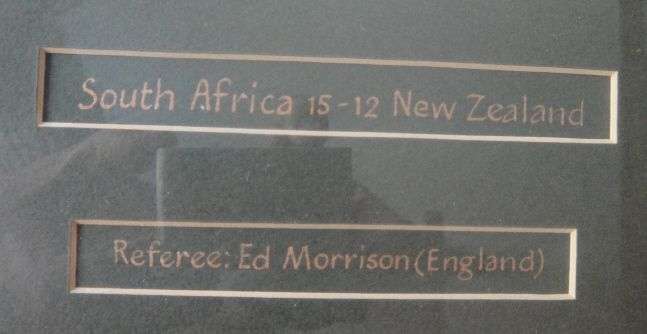 South Africa 15-12 New Zealand
Referee: Ed Morrison (England)